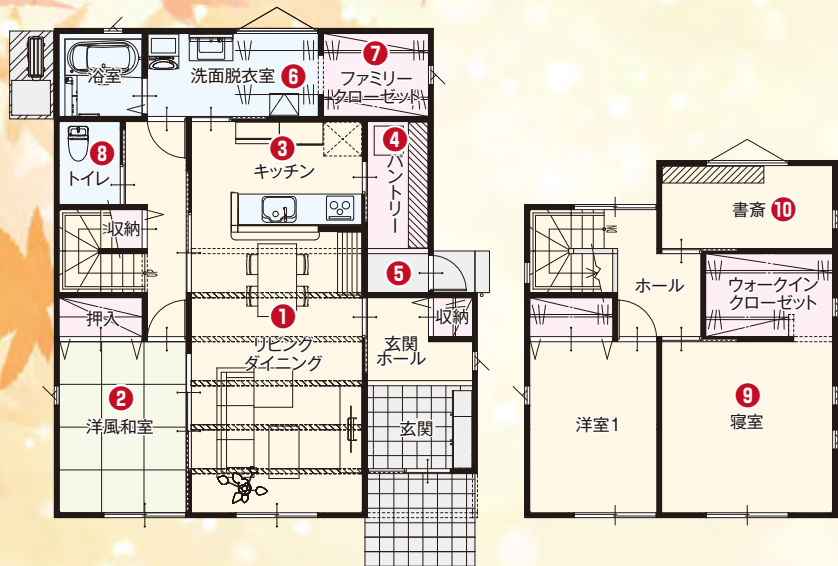 浴室
洗面脱衣室 6
7
ファミリー
クローゼット
8
トイレ
3
キッチン
4
パントリー
収納
UP
5
押入
1
リビング
ダイニング
収納
玄関
ホール
2
洋風和室
玄関
書斎 10
DN
ホール
ウォークイン
クローゼット
洋室1
9
寝室